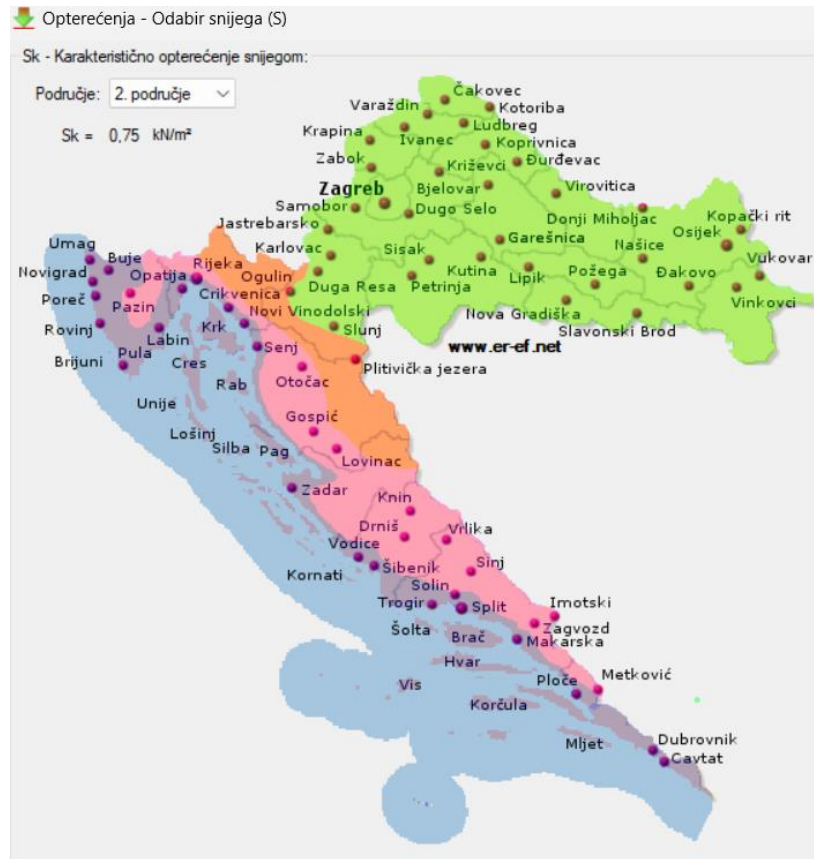 Opterećenja - Odabir snijega (S)
Sk - Karakteristično opterećenje snijegom:
Područje: 2. područje
Sk = 0,75 kN/m²
Čakovec
Varaždin
Kotoriba
Ludbreg
Krapina
Ivanec
Koprivnica
Zabok
Križevci
Đurđevac
Zagreb
Bjelovar
Virovitica
Samobor
Dugo Selo
Donji Miholjac
Kopački rit
Jastrebarsko
Garešnica
Osijek
Umag
Buje
Karlovac
Sisak
Našice
Vukovar
Novigrad
Opatija
Rijeka
Ogulin
Kutina
Lipik
Požega
Đakovo
Poreč
Pazin
Crikvenica
Duga Resa
Petrinja
Vinkovci
Rovinj
Krk
Novi Vinodolski
Nova Gradiška
Labin
Slunj
Slavonski Brod
Brijuni
Pula
Senj
www.er-ef.net
Cres
Plitivička jezera
Rab
Otočac
Unije
Gospić
Lošinj
Silba
Pag
Lovinac
Zadar
Knin
Drniš
Vrlika
Vodice
Šibenik
Sinj
Kornati
Solin
Trogir
Split
Imotski
Šolta
Zagvozd
Brač
Makarska
Hvar
Vis
Ploče
Metković
Korčula
Mljet
Dubrovnik
Cavtat